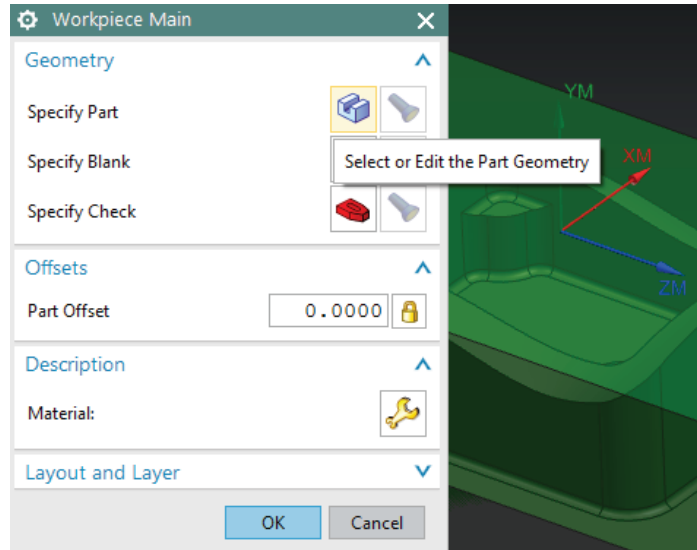 Workpiece Main
Geometry
Specify Part
Specify Blank
Select or Edit the Part Geometry
Specify Check
Offsets
Part Offset 0.0000
Description
Material:
Layout and Layer
OK Cancel
YM
XM
ZM